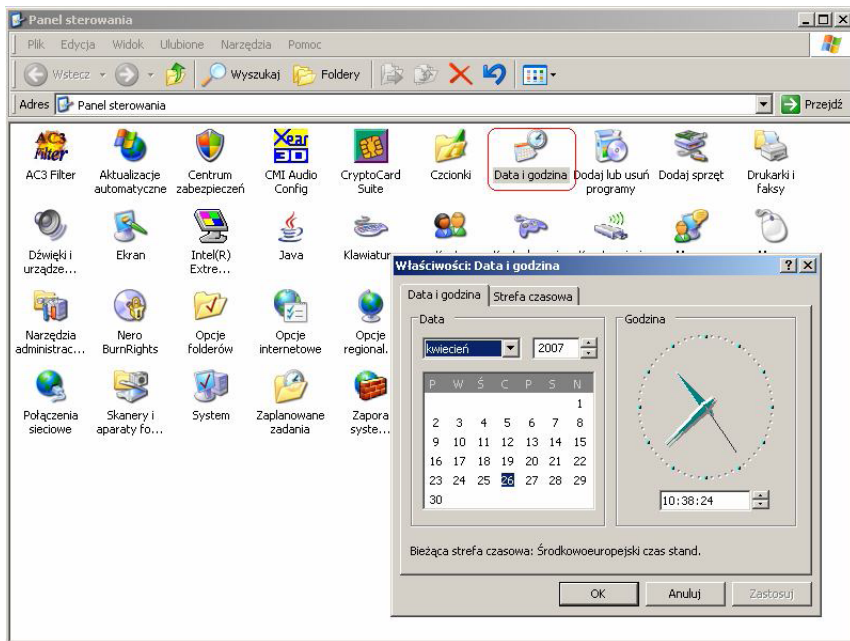 Panel sterowania
Plik Edycja Widok Ulubione Narzędzia Pomoc
Wstecz Wyszukaj Foldery
Adres Panel sterowania Przejdź
AC3 Filter
AC3 Filter
Xear
3D
Aktualizacje automatyczne
Centrum zabezpieczeń
CMI Audio Config
CryptoCard Suite
Czcionki
Data i godzina
Dodaj lub usuń programy
Dodaj sprzęt
Drukarki i faksy
Dźwięki i urządze...
Ekran
Intel(R) Extre...
Java
Klawiatur
Narzędzia administrac...
Nero BurnRights
Opcje folderów
Opcje internetowe
Opcje regional.
Połączenia sieciowe
Skanery i aparaty fo...
System
Zaplanowane zadania
Zapora syste...
Właściwości: Data i godzina
Data i godzina Strefa czasowa
Data
kwiecień 2007
P W Ś C P S N
1
2 3 4 5 6 7 8
9 10 11 12 13 14 15
16 17 18 19 20 21 22
23 24 25 26 27 28 29
30
Godzina
10:38:24
Bieżąca strefa czasowa: Środkowoeuropejski czas stand.
OK Anuluj Zastosuj